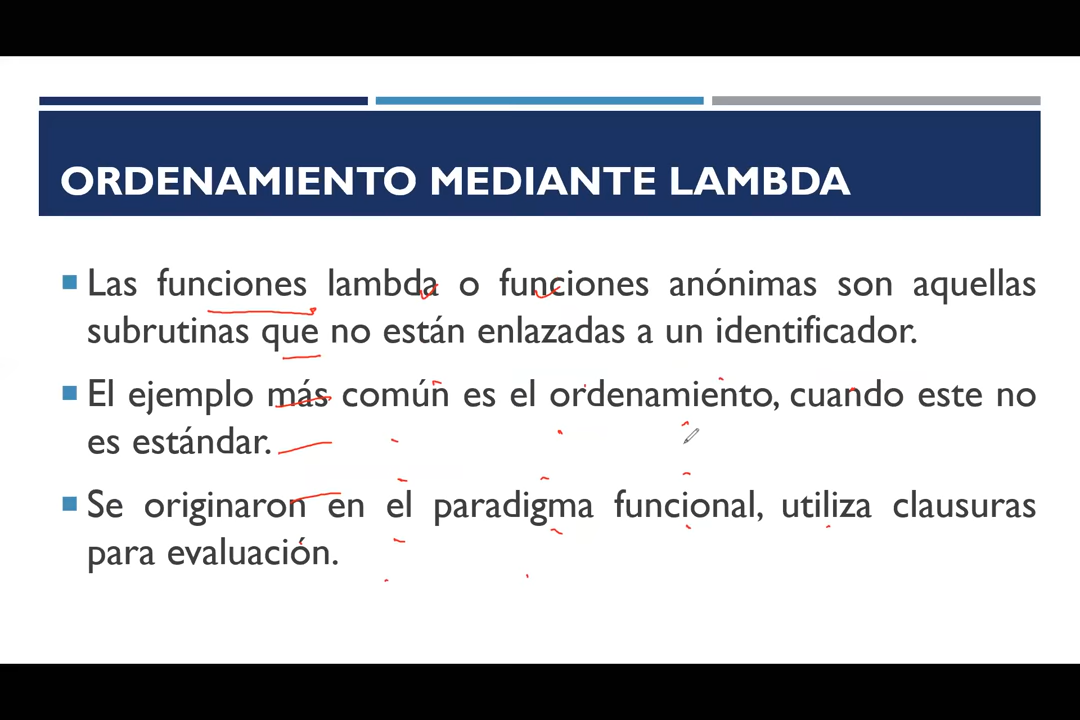 ORDENAMIENTO MEDIANTE LAMBDA
Las funciones lambda o funciones anónimas son aquellas
subrutinas que no están enlazadas a un identificador.
El ejemplo más común es el ordenamiento, cuando este no
es estándar.
Se originaron en el paradigma funcional, utiliza clausuras
para evaluación.